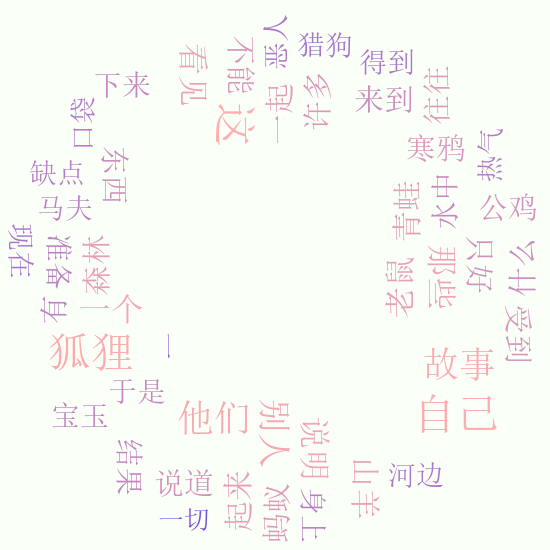 恶人
猎狗
不能
看见
得到
一起
许多
往往
下来
来到
口袋
这
寒鸦
热气
东西
缺点
水中
青蛙
公鸡
马夫
现在
准备
森林
只好
什么
那些
老鼠
有
一个
受到
狐狸
一
故事
于是
自己
宝玉
他们
别人
说明
结果
说道
起来
蚂蚁
身上
山羊
河边
一切